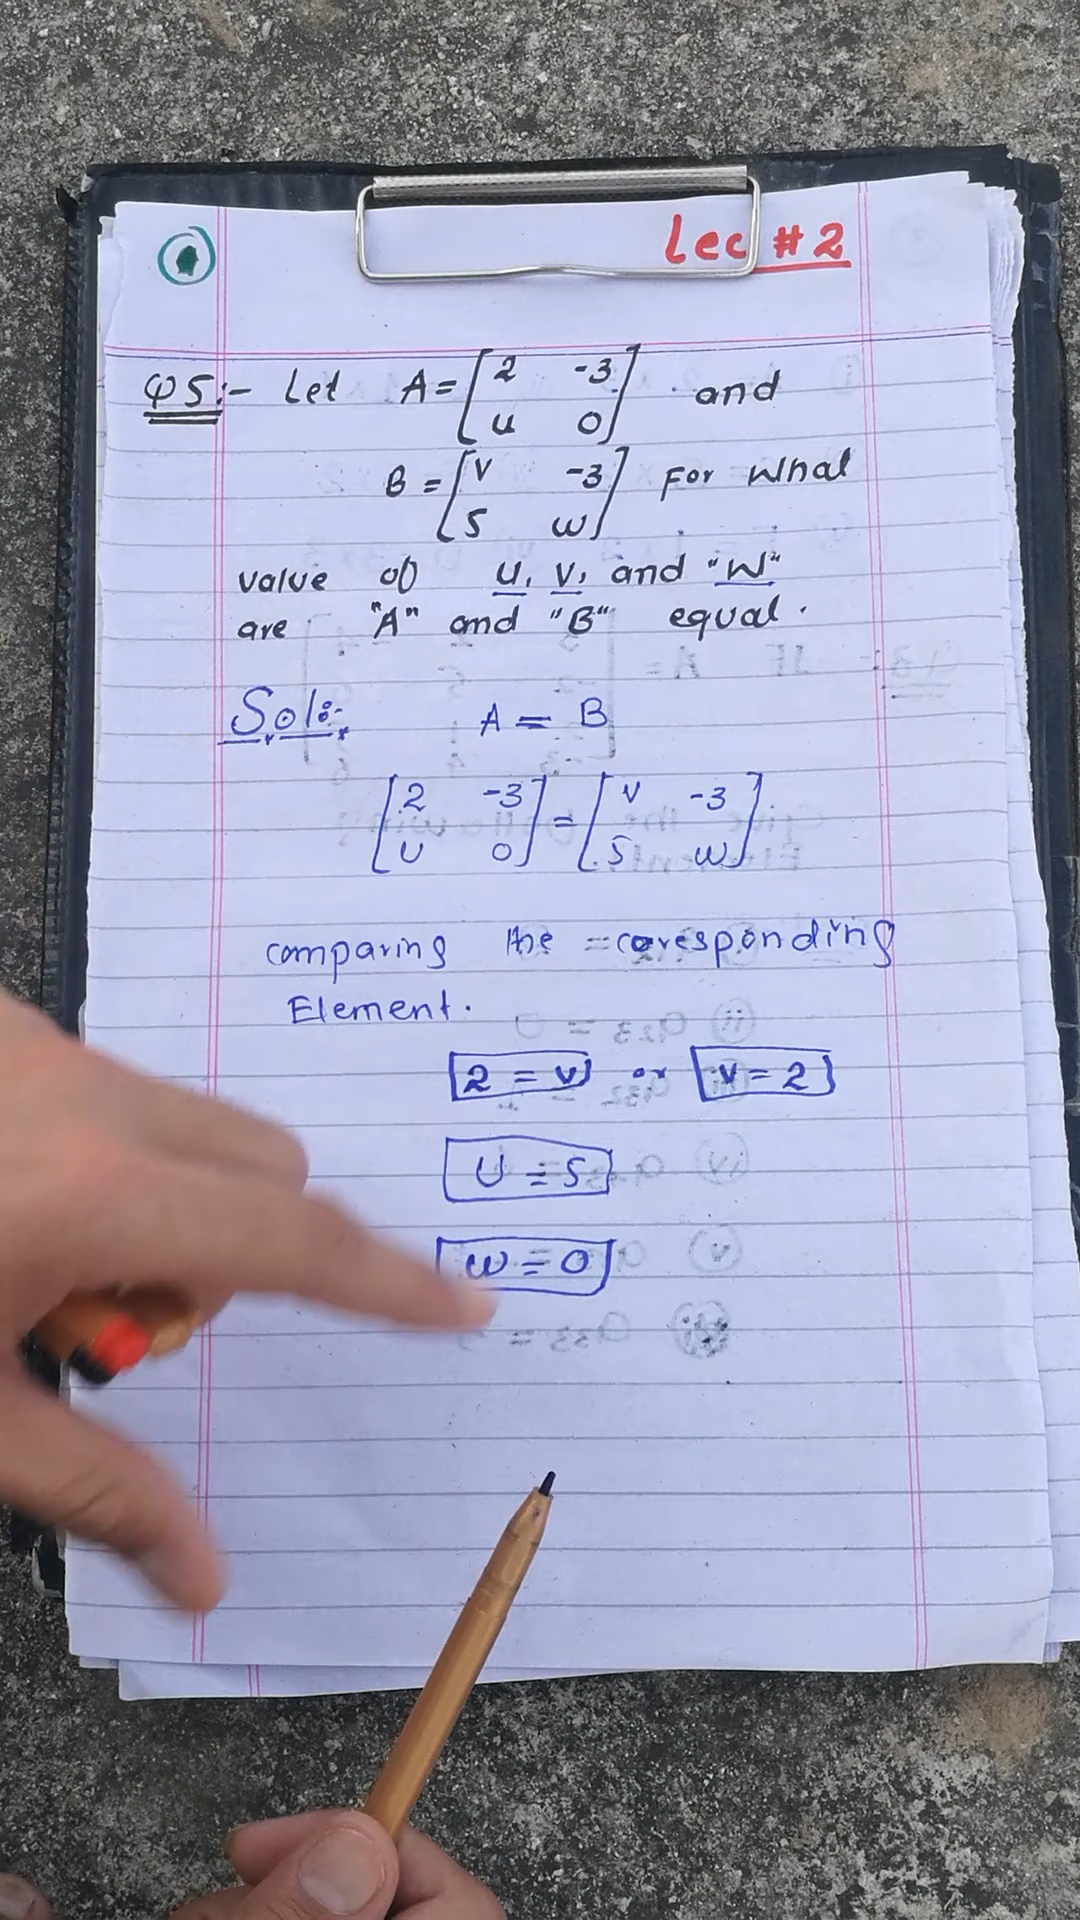 Lec #2
Q5:- Let A = [2 -3
u 0] and
B = [v -3
5 w] For What
value of u, v, and "W"
are "A" and "B" equal.
Sol:- A = B
[2 -3
U 0] = [v -3
5 w]
comparing the = coresponding
Element.
2 = v or v = 2
U = 5
w = 0